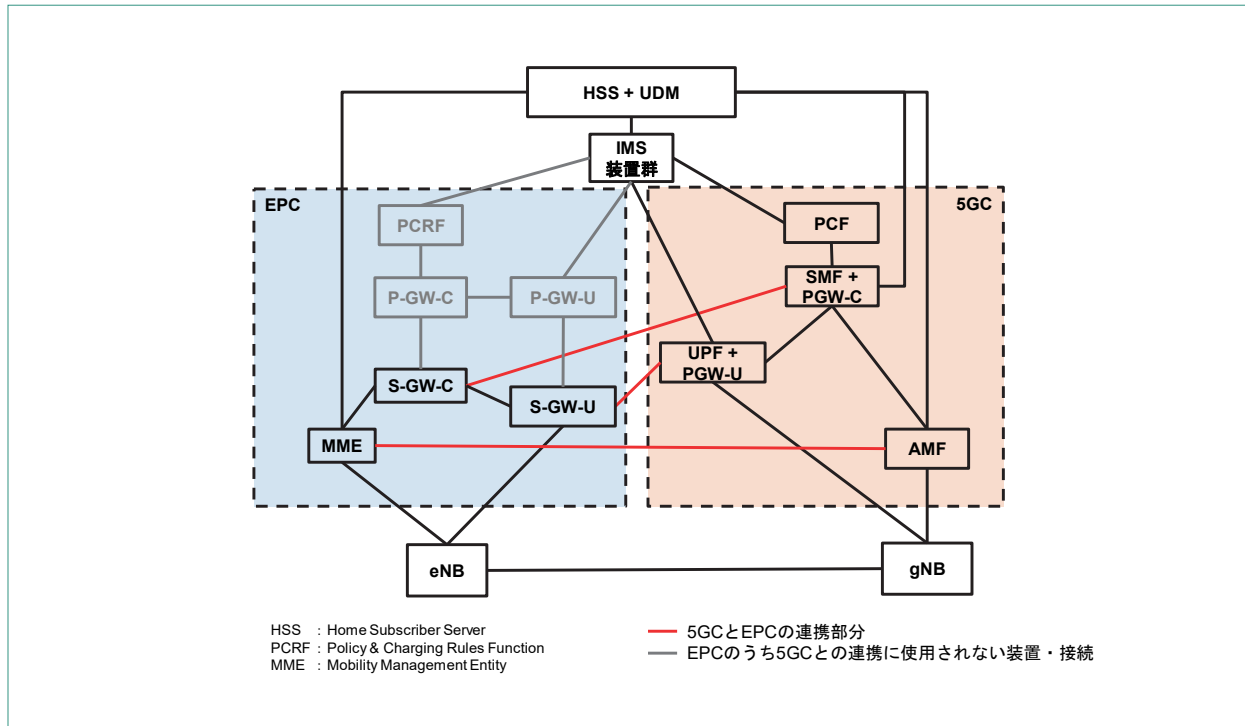 HSS + UDM
IMS
装置群
EPC
5GC
PCRF
PCF
P-GW-C
P-GW-U
SMF +
PGW-C
UPF +
PGW-U
S-GW-C
S-GW-U
MME
AMF
eNB
gNB
HSS : Home Subscriber Server
PCRF : Policy & Charging Rules Function
MME : Mobility Management Entity
5GCとEPCの連携部分
EPCのうち5GCとの連携に使用されない装置・接続